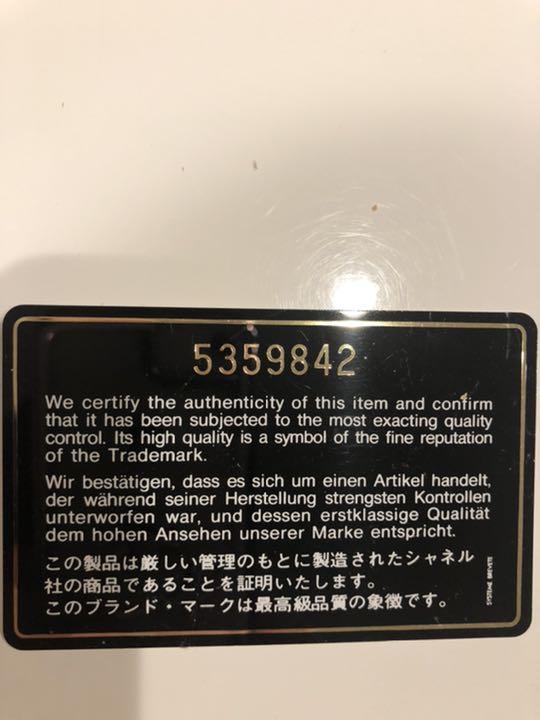 5359842
We certify the authenticity of this item and confirm
that it has been subjected to the most exacting quality
control. Its high quality is a symbol of the fine reputation
of the Trademark.
Wir bestätigen, dass es sich um einen Artikel handelt,
der während seiner Herstellung strengsten Kontrollen
unterworfen war, und dessen erstklassige Qualität
dem hohen Ansehen unserer Marke entspricht.
この製品は厳しい管理のもとに製造されたシャネル
社の商品であることを証明いたします。
このブランド・マークは最高級品質の象徴です。
SYSTEME BREVETE